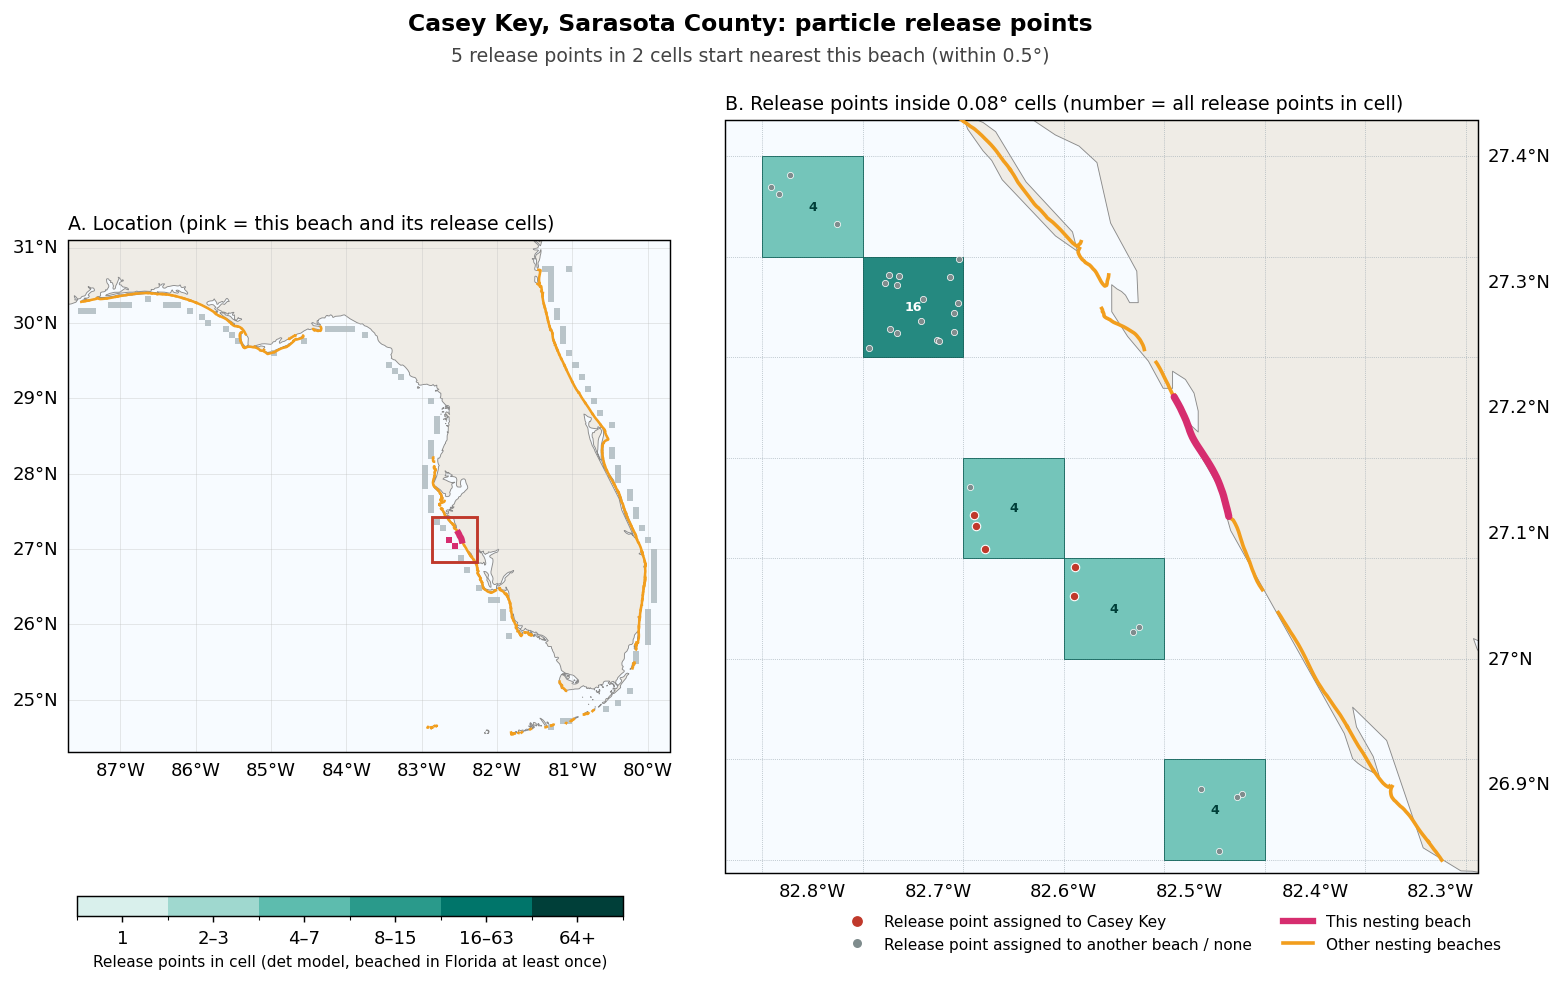 Casey Key, Sarasota County: particle release points
5 release points in 2 cells start nearest this beach (within 0.5°)
A. Location (pink = this beach and its release cells)
31°N
30°N
29°N
28°N
27°N
26°N
25°N
87°W 86°W 85°W 84°W 83°W 82°W 81°W 80°W
1 2–3 4–7 8–15 16–63 64+
Release points in cell (det model, beached in Florida at least once)
B. Release points inside 0.08° cells (number = all release points in cell)
4
16
4
4
4
27.4°N
27.3°N
27.2°N
27.1°N
27°N
26.9°N
82.8°W 82.7°W 82.6°W 82.5°W 82.4°W 82.3°W
Release point assigned to Casey Key
Release point assigned to another beach / none
This nesting beach
Other nesting beaches